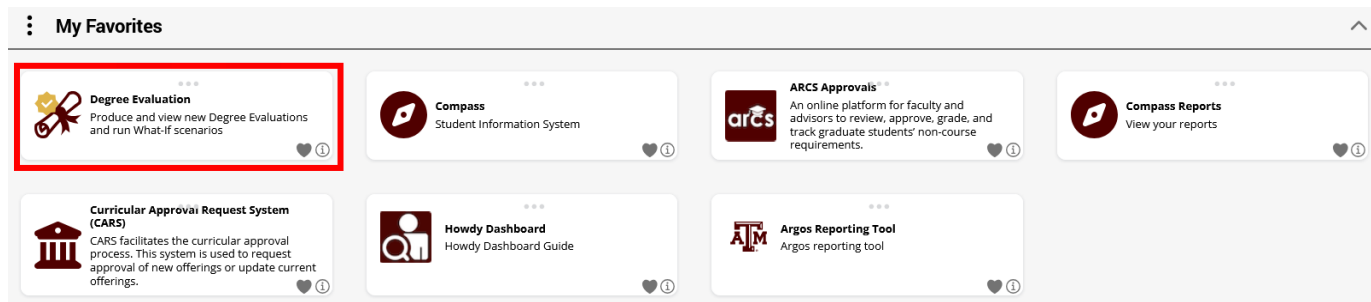 My Favorites
Degree Evaluation
Produce and view new Degree Evaluations
and run What-If scenarios
Compass
Student Information System
arcs
ARCS Approvals
An online platform for faculty and
advisors to review, approve, grade, and
track graduate students' non-course
requirements.
Compass Reports
View your reports
Curricular Approval Request System
(CARS)
CARS facilitates the curricular approval
process. This system is used to request
approval of new offerings or update current
offerings.
Howdy Dashboard
Howdy Dashboard Guide
ATM
Argos Reporting Tool
Argos reporting tool